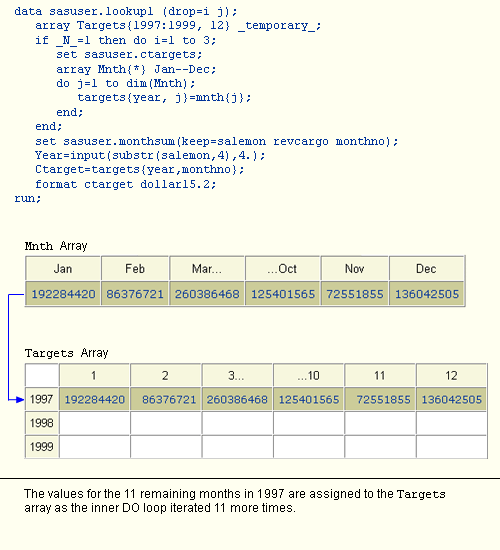 data sasuser.lookup1 (drop=i j);
array Targets{1997:1999, 12} _temporary_;
if _N_=1 then do i=1 to 3;
set sasuser.ctargets;
array Mnth{*} Jan--Dec;
do j=1 to dim(Mnth);
targets{year, j}=mnth{j};
end;
end;
set sasuser.monthsum(keep=salemon revcargo monthno);
Year=input(substr(salemon,4),4.);
Ctarget=targets{year,monthno};
format ctarget dollar15.2;
run;
Mnth Array
Jan Feb Mar... ...Oct Nov Dec
192284420 86376721 260386468 125401565 72551855 136042505
Targets Array
1 2 3... ...10 11 12
1997 192284420 86376721 260386468 125401565 72551855 136042505
1998
1999
The values for the 11 remaining months in 1997 are assigned to the Targets
array as the inner DO loop iterated 11 more times.